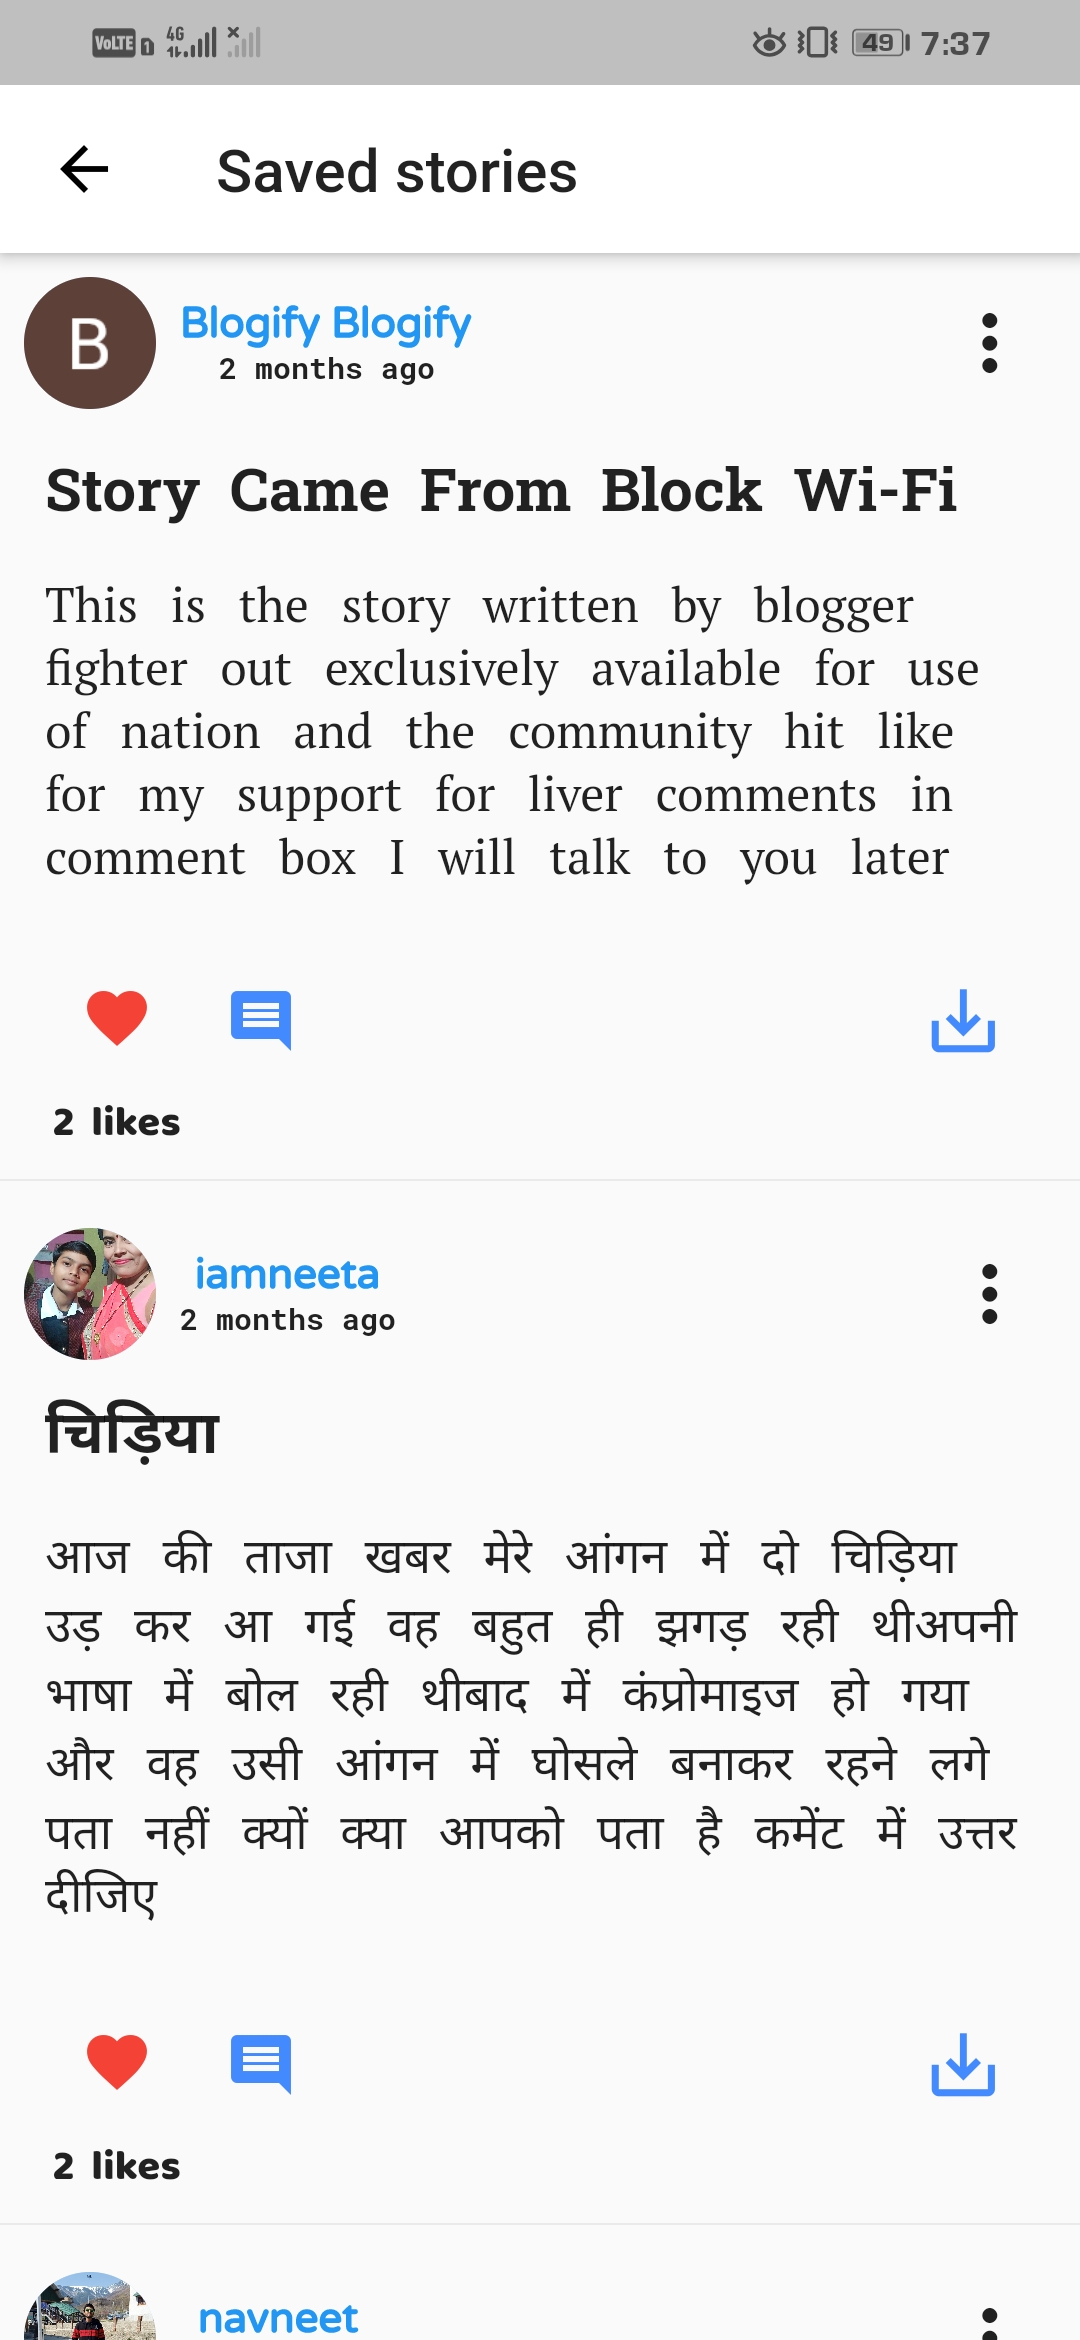 VoLTE 1 4G 49 7:37
Saved stories
B
Blogify Blogify
2 months ago
Story Came From Block Wi-Fi
This is the story written by blogger
fighter out exclusively available for use
of nation and the community hit like
for my support for liver comments in
comment box I will talk to you later
2 likes
iamneeta
2 months ago
चिड़िया
आज की ताजा खबर मेरे आंगन में दो चिड़िया
उड़ कर आ गई वह बहुत ही झगड़ रही थीअपनी
भाषा में बोल रही थीबाद में कंप्रोमाइज हो गया
और वह उसी आंगन में घोसले बनाकर रहने लगे
पता नहीं क्यों क्या आपको पता है कमेंट में उत्तर
दीजिए
2 likes
navneet